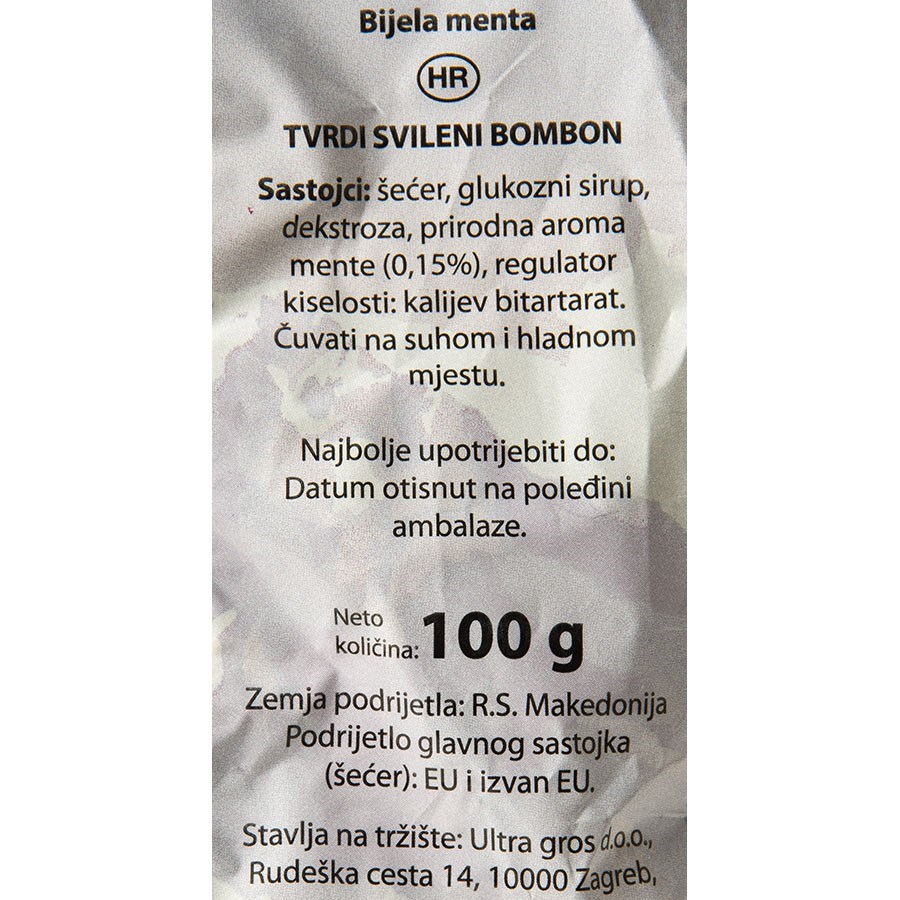 Bijela menta
HR
TVRDI SVILENI BOMBON
Sastojci: šećer, glukozni sirup,
dekstroza, prirodna aroma
mente (0,15%), regulator
kiselosti: kalijev bitartarat.
Čuvati na suhom i hladnom
mjestu.
Najbolje upotrijebiti do:
Datum otisnut na poleđini
ambalaze.
Neto
količina: 100 g
Zemja podrijetla: R.S. Makedonija
Podrijetlo glavnog sastojka
(šećer): EU i izvan EU.
Stavlja na tržište: Ultra gros d.o.o.,
Rudeška cesta 14, 10000 Zagreb,